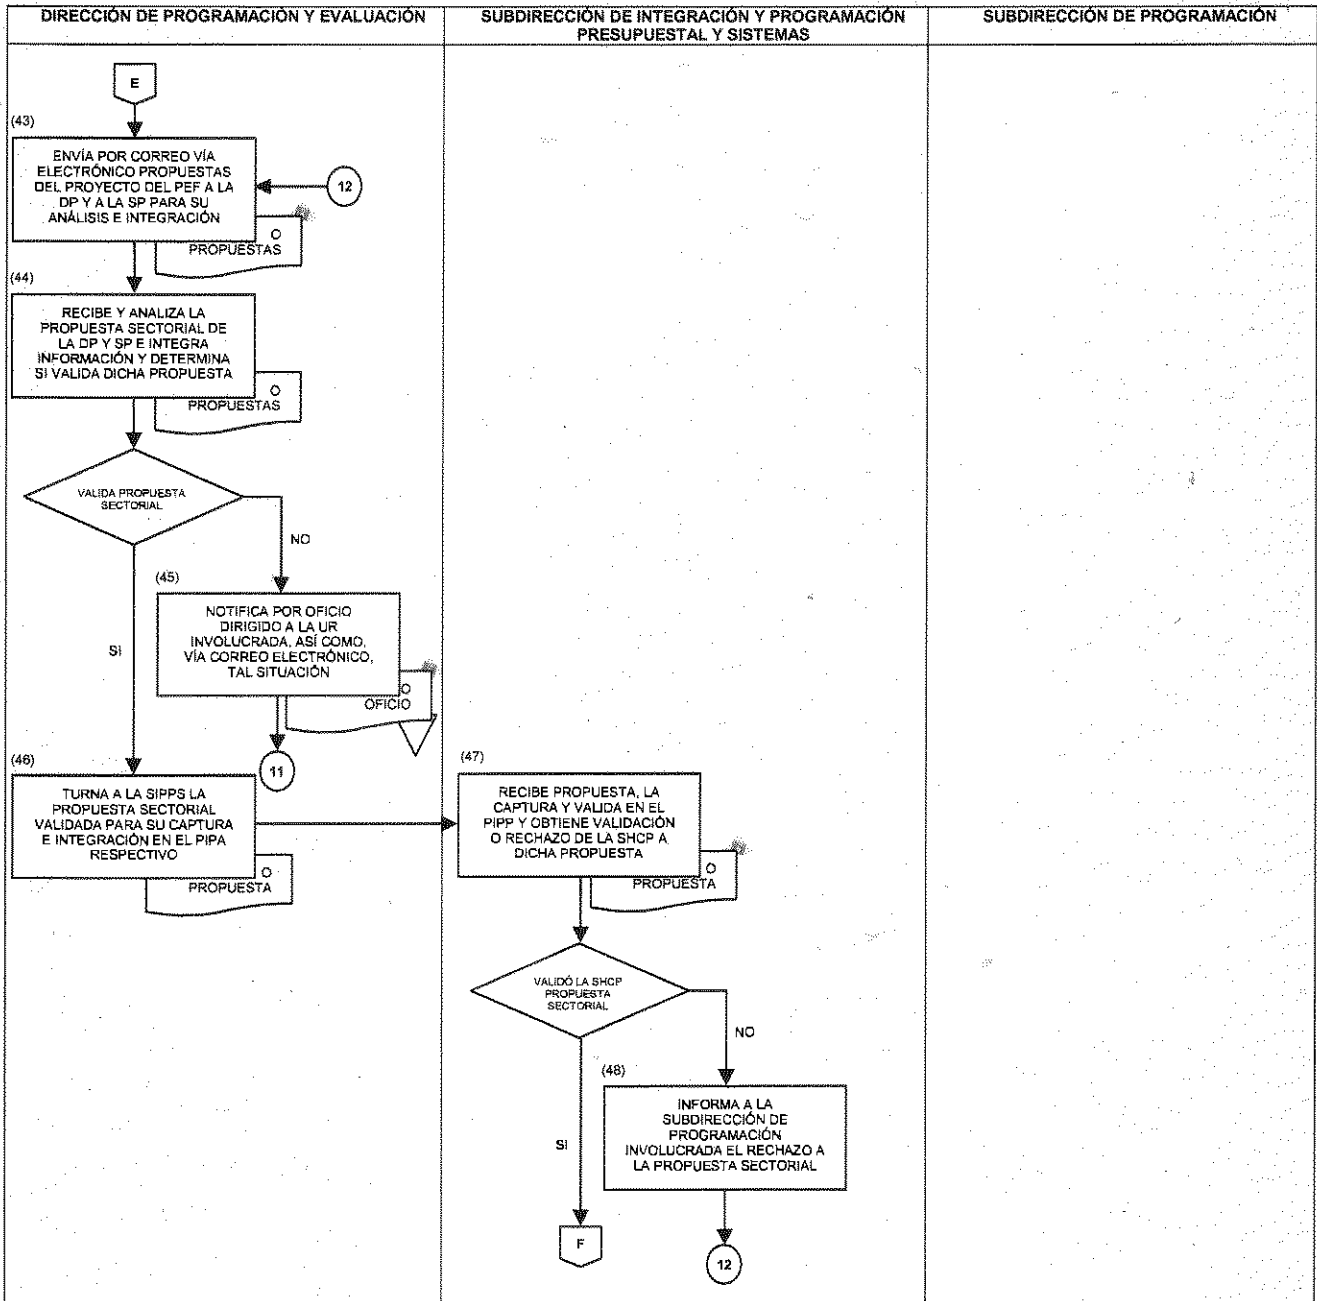 DIRECCIÓN DE PROGRAMACIÓN Y EVALUACIÓN
SUBDIRECCIÓN DE INTEGRACIÓN Y PROGRAMACIÓN
PRESUPUESTAL Y SISTEMAS
SUBDIRECCIÓN DE PROGRAMACIÓN
E
(43)
ENVÍA POR CORREO VÍA
ELECTRÓNICO PROPUESTAS
DEL PROYECTO DEL PEF A LA
DP Y A LA SP PARA SU
ANÁLISIS E INTEGRACIÓN
12
O
PROPUESTAS
(44)
RECIBE Y ANALIZA LA
PROPUESTA SECTORIAL DE
LA DP Y SP E INTEGRA
INFORMACIÓN Y DETERMINA
SI VALIDA DICHA PROPUESTA
O
PROPUESTAS
VALIDA PROPUESTA
SECTORIAL
NO
SI
(45)
NOTIFICA POR OFICIO
DIRIGIDO A LA UR
INVOLUCRADA, ASÍ COMO,
VÍA CORREO ELECTRÓNICO,
TAL SITUACIÓN
O
OFICIO
11
(46)
TURNA A LA SIPPS LA
PROPUESTA SECTORIAL
VALIDADA PARA SU CAPTURA
E INTEGRACIÓN EN EL PIPA
RESPECTIVO
O
PROPUESTA
(47)
RECIBE PROPUESTA, LA
CAPTURA Y VALIDA EN EL
PIPP Y OBTIENE VALIDACIÓN
O RECHAZO DE LA SHCP A
DICHA PROPUESTA
O
PROPUESTA
VALIDÓ LA SHCP
PROPUESTA
SECTORIAL
NO
SI
(48)
INFORMA A LA
SUBDIRECCIÓN DE
PROGRAMACIÓN
INVOLUCRADA EL RECHAZO A
LA PROPUESTA SECTORIAL
F
12